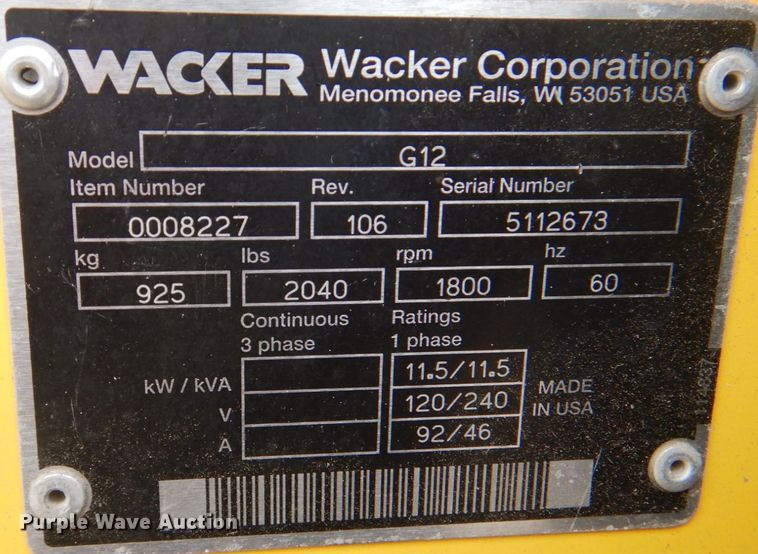 WACKER Wacker Corporation
Menomonee Falls, WI 53051 USA
Model G12
Item Number Rev. Serial Number
0008227 106 5112673
kg lbs rpm hz
925 2040 1800 60
Continuous Ratings
3 phase 1 phase
kW / kVA 11.5/11.5
V 120/240
A 92/46
MADE
IN USA
Purple Wave Auction